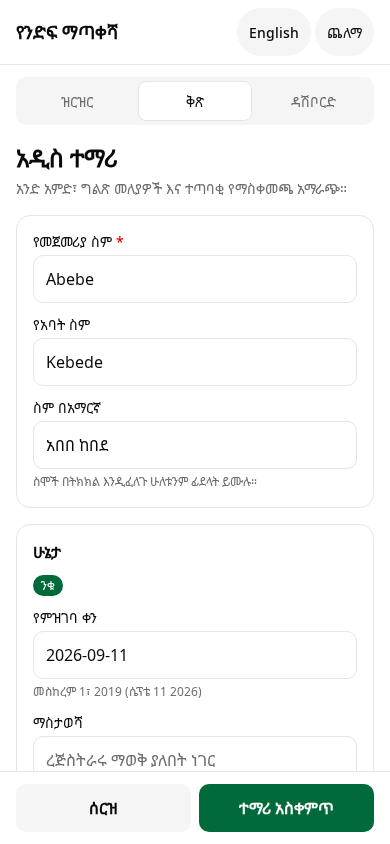 የንድፍ ማጣቀሻ
English
ጨለማ
ዝርዝር
ቅጽ
ዳሽቦርድ
አዲስ ተማሪ
አንድ አምድ፣ ግልጽ መለያዎች እና ተጣባቂ የማስቀመጫ አማራጭ።
የመጀመሪያ ስም *
Abebe
የአባት ስም
Kebede
ስም በአማርኛ
አበበ ከበደ
ስሞች በትክክል እንዲፈለጉ ሁለቱንም ፊደላት ይሙሉ።
ሁኔታ
ንቁ
የምዝገባ ቀን
2026-09-11
መስከረም 1፣ 2019 (ሴፕቴ 11 2026)
ማስታወሻ
ረጅስትራሩ ማወቅ ያለበት ነገር
ሰርዝ
ተማሪ አስቀምጥ